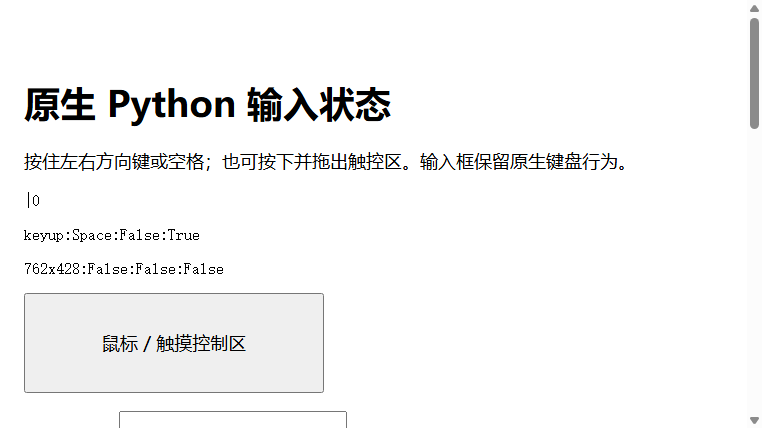 原生 Python 输入状态
按住左右方向键或空格；也可按下并拖出触控区。输入框保留原生键盘行为。
|0
keyup:Space:False:True
762x428:False:False:False
鼠标 / 触摸控制区